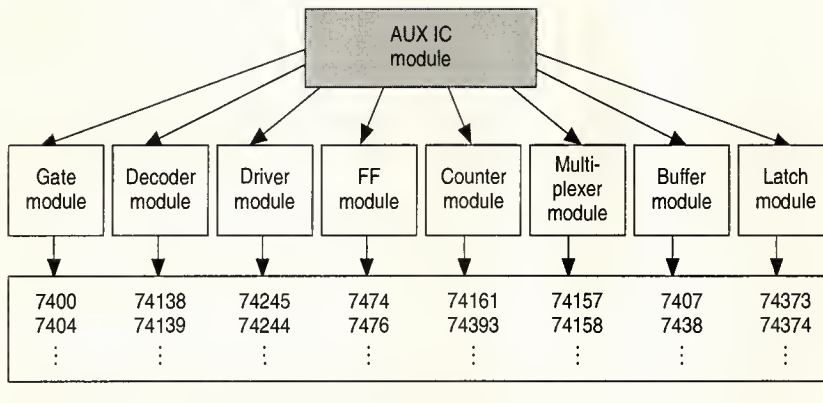 AUX IC
module
Gate
module
Decoder
module
Driver
module
FF
module
Counter
module
Multi-
plexer
module
Buffer
module
Latch
module
7400 74138 74245 7474 74161 74157 7407 74373
7404 74139 74244 7476 74393 74158 7438 74374
⋮ ⋮ ⋮ ⋮ ⋮ ⋮ ⋮ ⋮